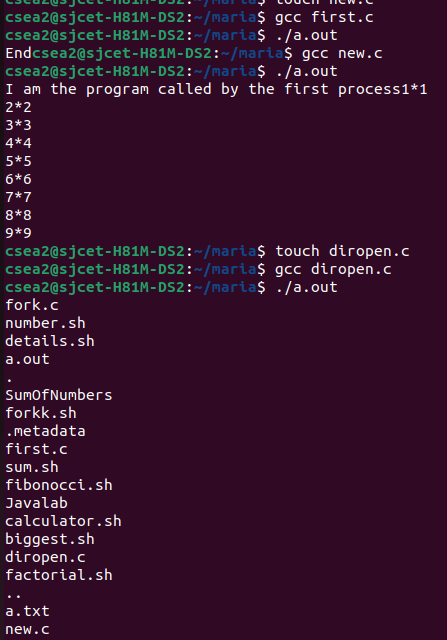 csea2@sjcet-H81M-DS2:~/maria$ touch new.c
csea2@sjcet-H81M-DS2:~/maria$ gcc first.c
csea2@sjcet-H81M-DS2:~/maria$ ./a.out
Endcsea2@sjcet-H81M-DS2:~/maria$ gcc new.c
csea2@sjcet-H81M-DS2:~/maria$ ./a.out
I am the program called by the first process1*1
2*2
3*3
4*4
5*5
6*6
7*7
8*8
9*9
csea2@sjcet-H81M-DS2:~/maria$ touch diropen.c
csea2@sjcet-H81M-DS2:~/maria$ gcc diropen.c
csea2@sjcet-H81M-DS2:~/maria$ ./a.out
fork.c
number.sh
details.sh
a.out
.
SumOfNumbers
forkk.sh
.metadata
first.c
sum.sh
fibonocci.sh
Javalab
calculator.sh
biggest.sh
diropen.c
factorial.sh
..
a.txt
new.c